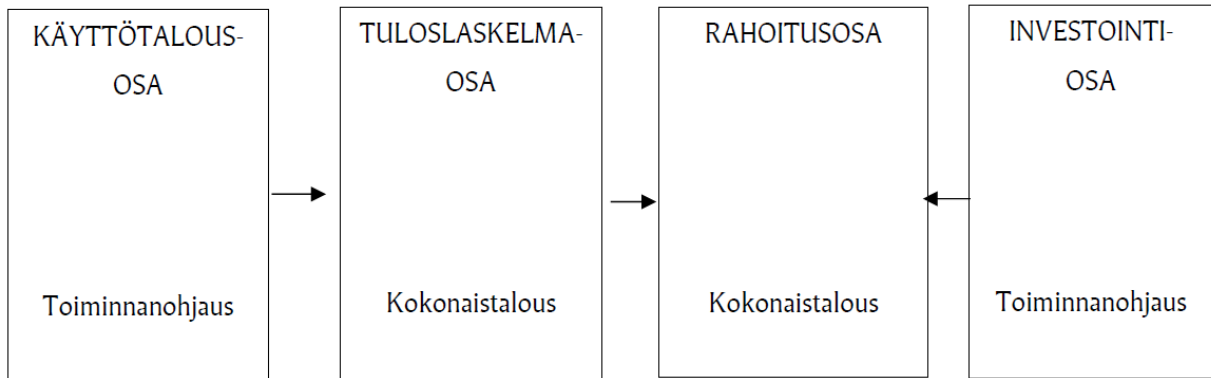 KÄYTTÖTALOUS-
OSA
Toiminnanohjaus
TULOSLASKELMA-
OSA
Kokonaistalous
RAHOITUSOSA
Kokonaistalous
INVESTOINTI-
OSA
Toiminnanohjaus